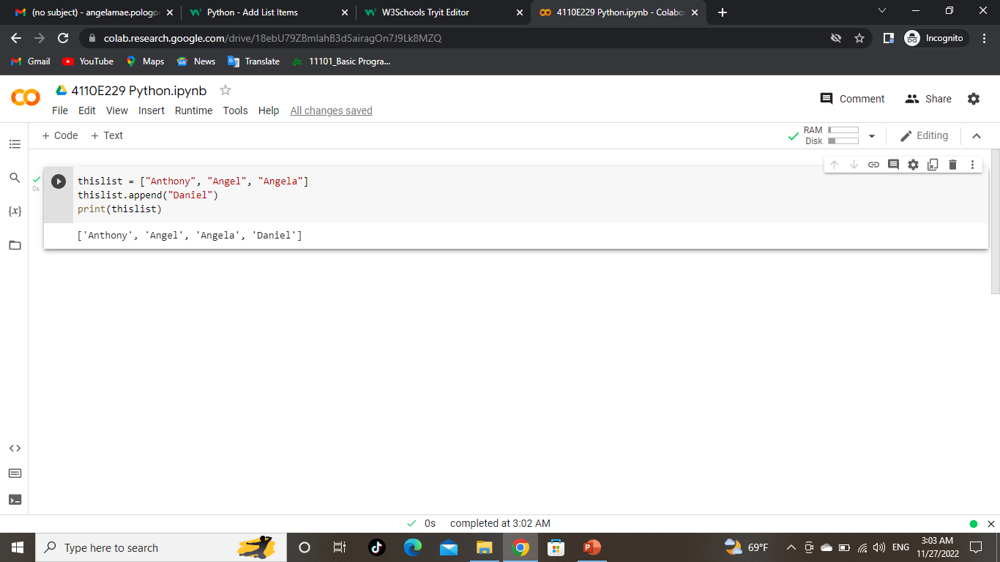 (no subject) - angelamae.pologo
Python - Add List Items
W3Schools Tryit Editor
4110E229 Python.ipynb - Colabo
colab.research.google.com/drive/18ebU79ZBmIahB3d5airagOn7J9Lk8MZQ
Incognito
Gmail
YouTube
Maps
News
Translate
11101_Basic Progra...
4110E229 Python.ipynb
File Edit View Insert Runtime Tools Help All changes saved
Comment
Share
+ Code + Text
RAM
Disk
Editing
0s
{x}
thislist = ["Anthony", "Angel", "Angela"]
thislist.append("Daniel")
print(thislist)
['Anthony', 'Angel', 'Angela', 'Daniel']
0s completed at 3:02 AM
Type here to search
69°F
ENG
3:03 AM
11/27/2022